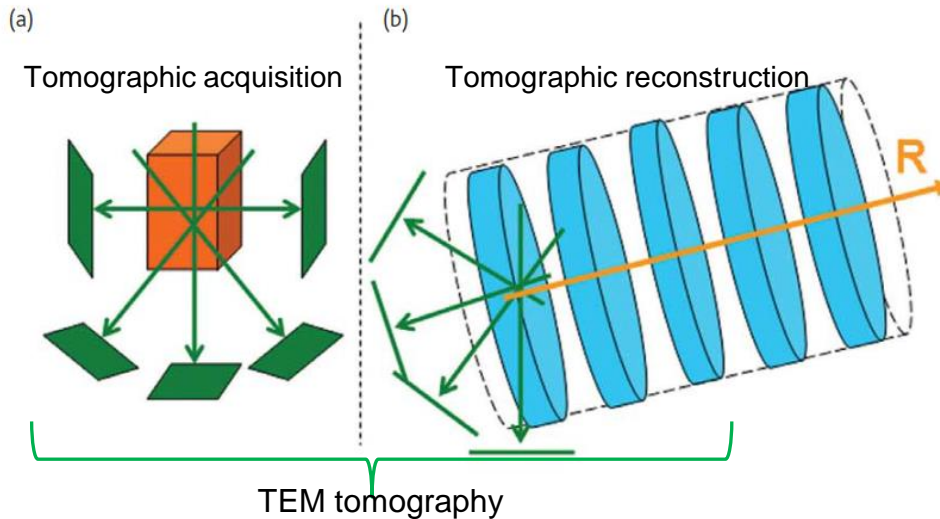 (a)
Tomographic acquisition
(b)
Tomographic reconstruction
R
TEM tomography